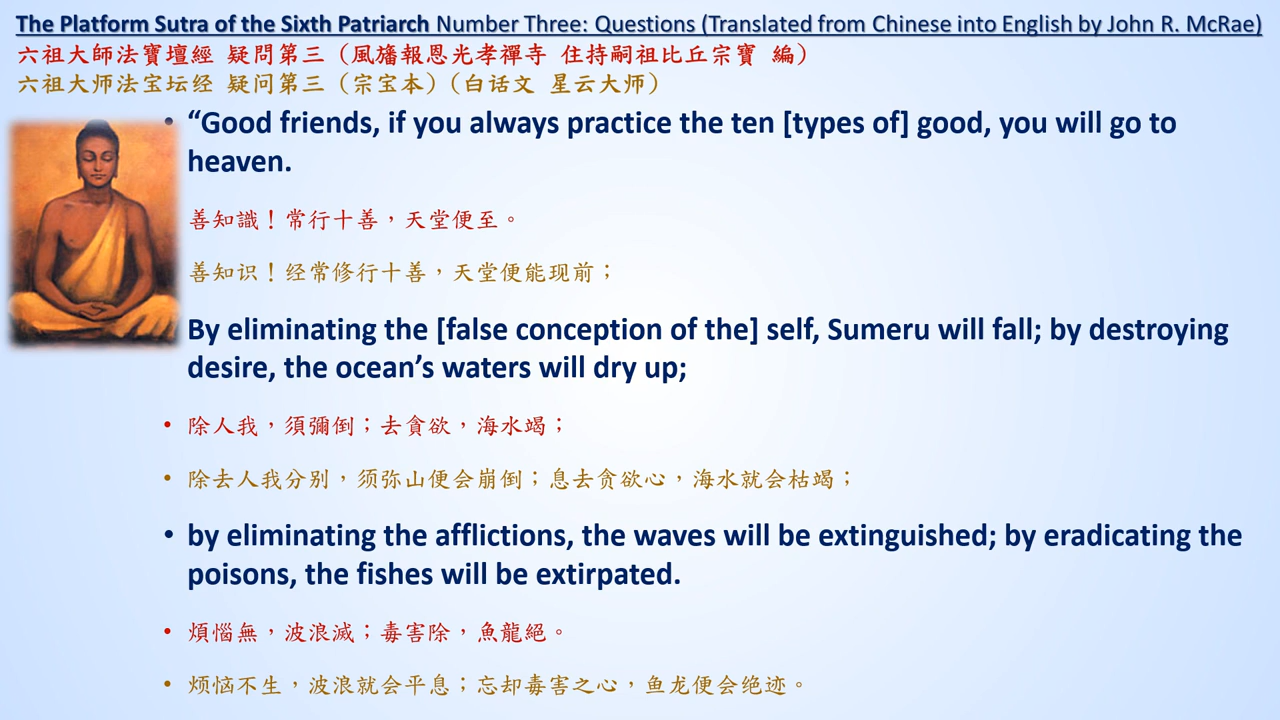 The Platform Sutra of the Sixth Patriarch Number Three: Questions (Translated from Chinese into English by John R. McRae)
六祖大師法寶壇經 疑問第三（風旛報恩光孝禪寺 住持嗣祖比丘宗寶 編）
六祖大师法宝坛经 疑问第三（宗宝本）（白话文 星云大师）
• “Good friends, if you always practice the ten [types of] good, you will go to
heaven.
善知識！常行十善，天堂便至。
善知识！经常修行十善，天堂便能现前；
By eliminating the [false conception of the] self, Sumeru will fall; by destroying
desire, the ocean’s waters will dry up;
• 除人我，須彌倒；去貪欲，海水竭；
• 除去人我分别，须弥山便会崩倒；息去贪欲心，海水就会枯竭；
• by eliminating the afflictions, the waves will be extinguished; by eradicating the
poisons, the fishes will be extirpated.
• 煩惱無，波浪滅；毒害除，魚龍絕。
• 烦恼不生，波浪就会平息；忘却毒害之心，鱼龙便会绝迹。